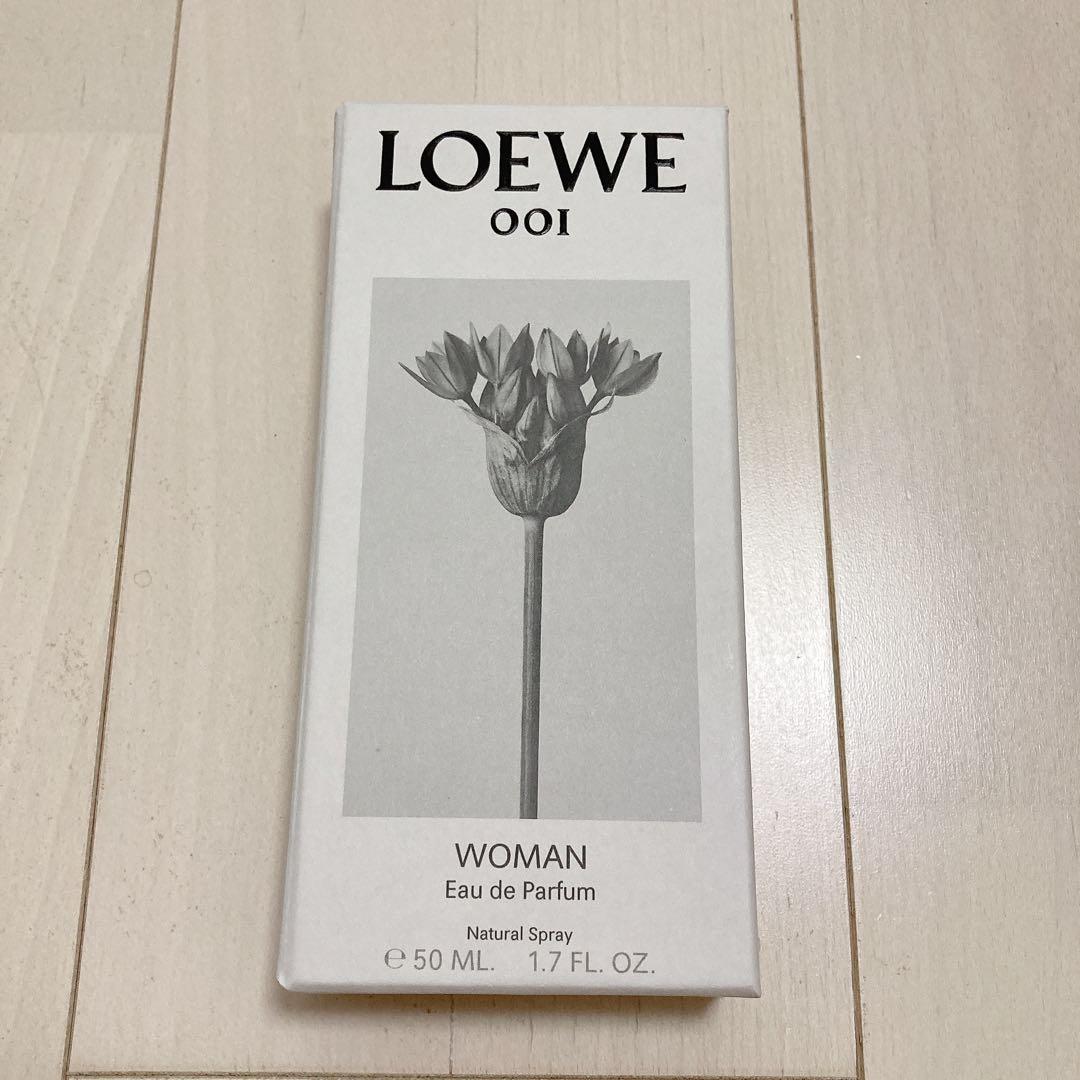 LOEWE
001
WOMAN
Eau de Parfum
Natural Spray
℮ 50 ML. 1.7 FL. OZ.